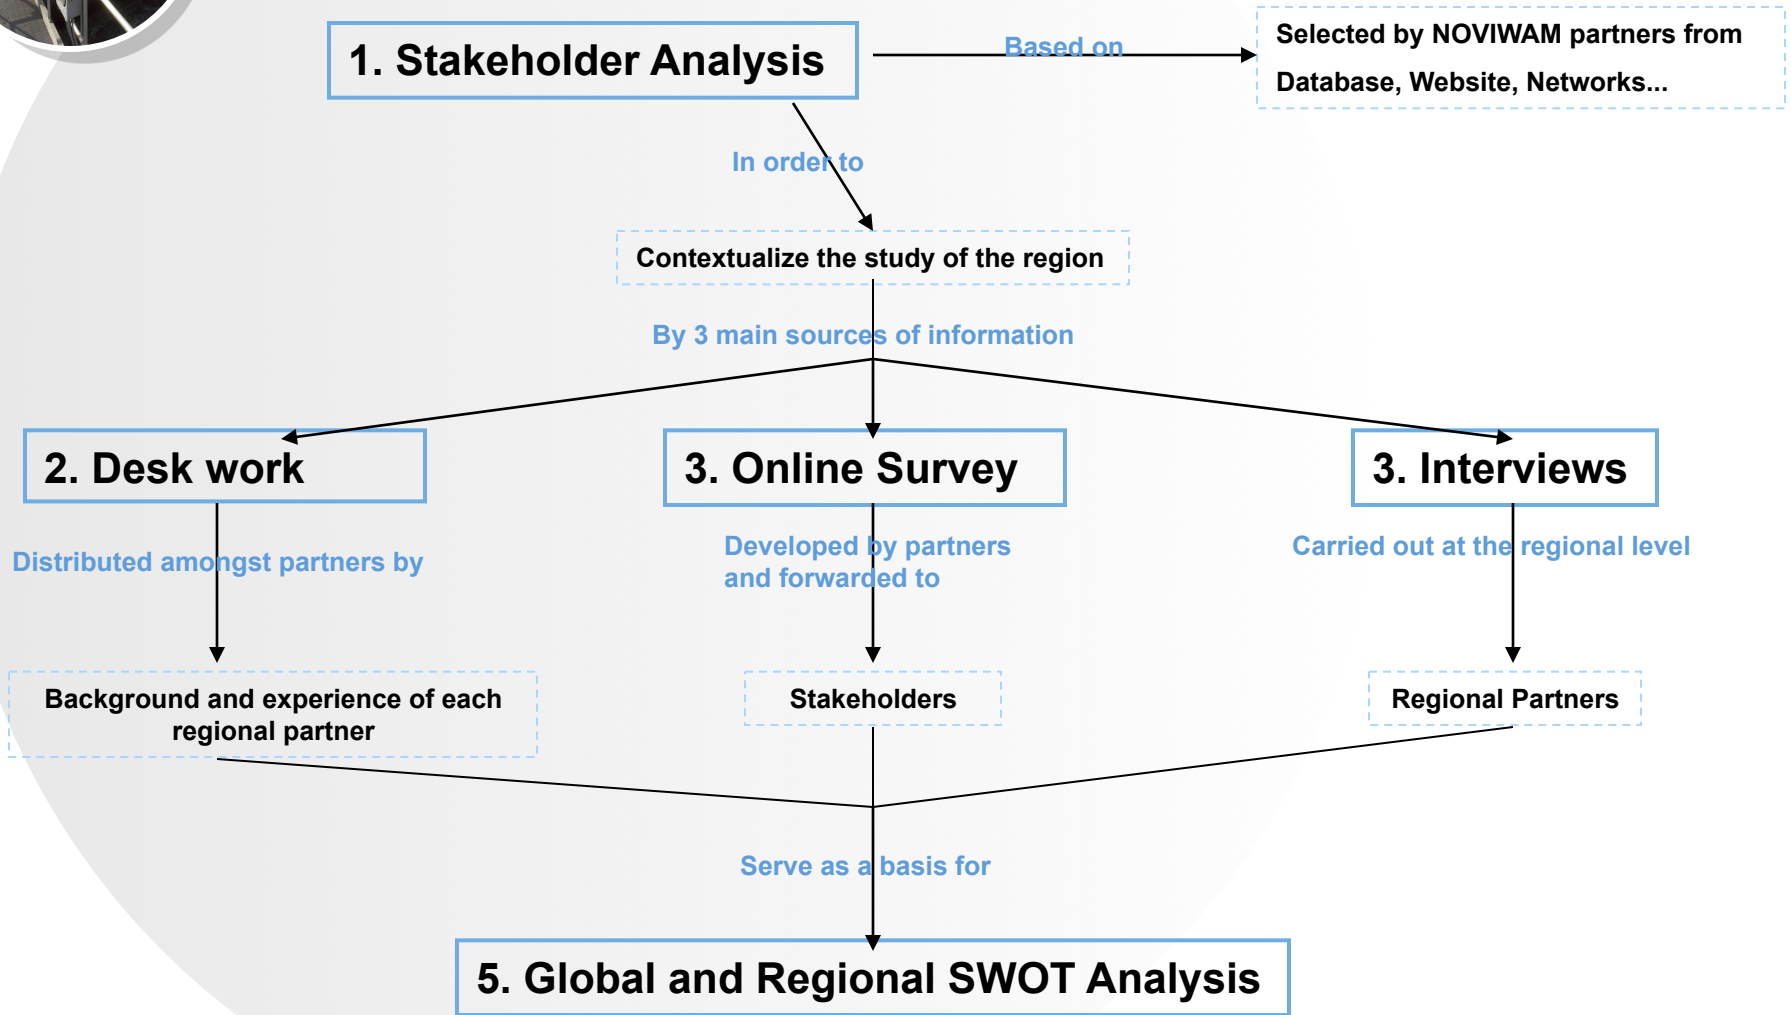 1. Stakeholder Analysis
Based on
Selected by NOVIWAM partners from
Database, Website, Networks...
In order to
Contextualize the study of the region
By 3 main sources of information
2. Desk work
3. Online Survey
3. Interviews
Distributed amongst partners by
Developed by partners
and forwarded to
Carried out at the regional level
Background and experience of each
regional partner
Stakeholders
Regional Partners
Serve as a basis for
5. Global and Regional SWOT Analysis